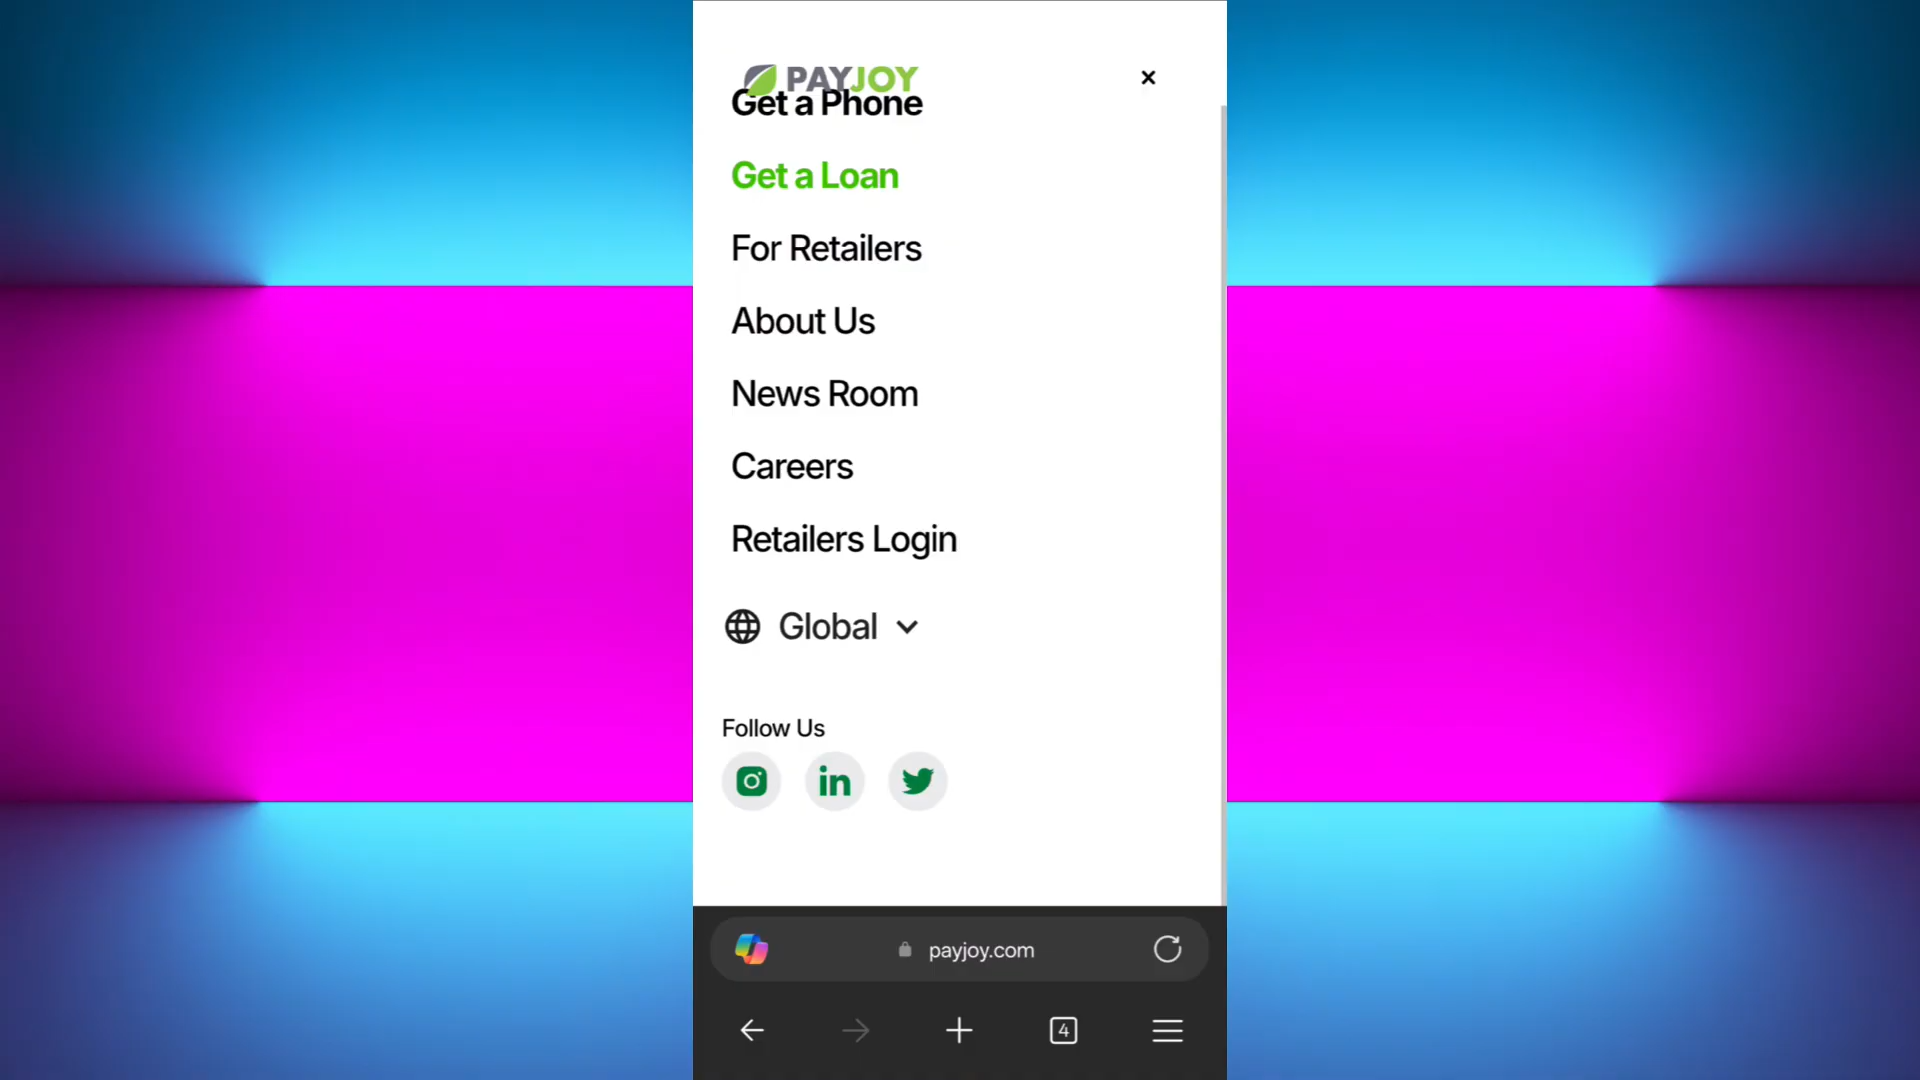 PAYJOY
Get a Phone
Get a Loan
For Retailers
About Us
News Room
Careers
Retailers Login
Global
Follow Us
in
payjoy.com
4